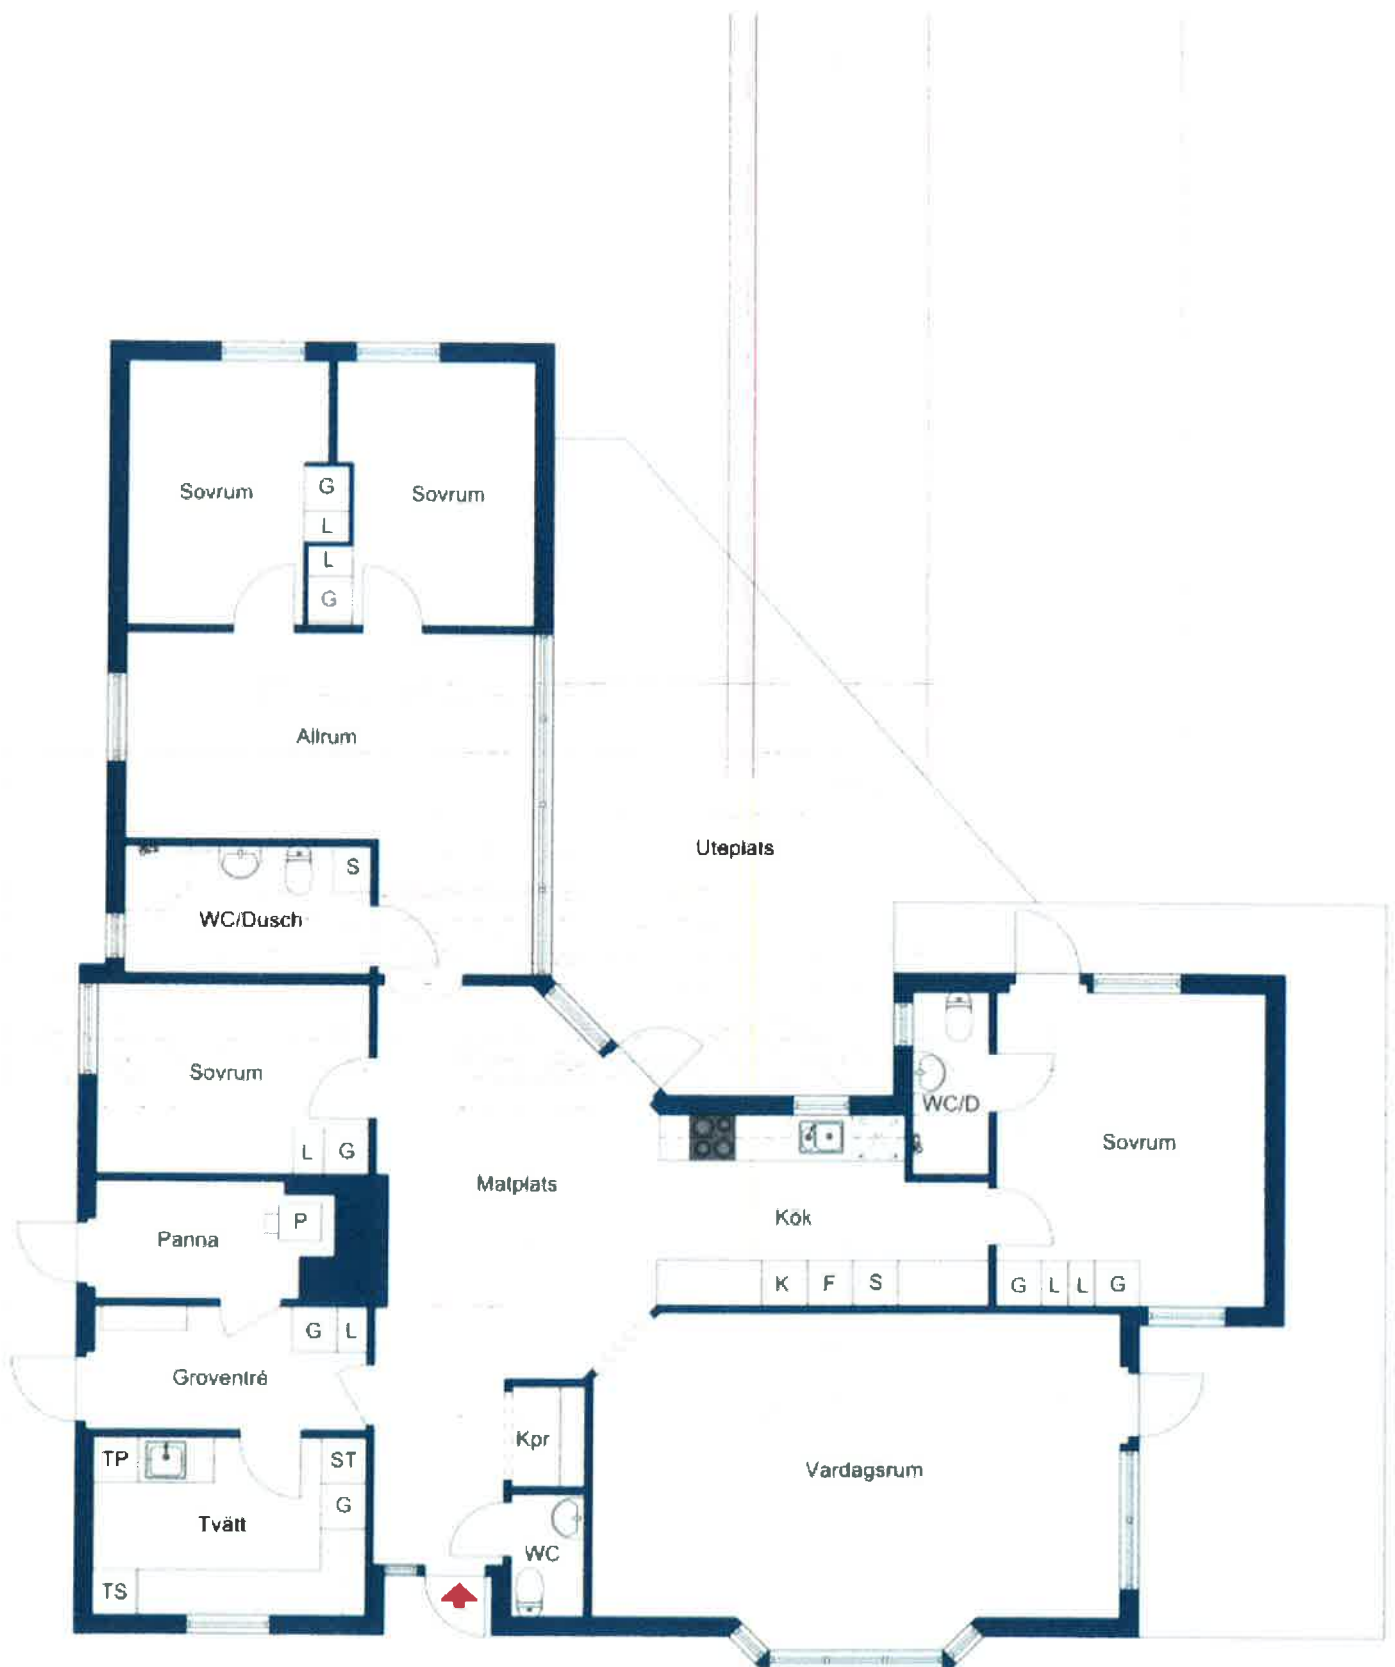 Sovrum
G
Sovrum
L
L
G
Allrum
Uteplats
S
WC/Dusch
Sovrum
WC/D
Sovrum
L G
Matplats
Kök
P
Panna
K F S
G L L G
G L
Groventré
Kpr
Vardagsrum
TP
ST
G
Tvätt
WC
TS